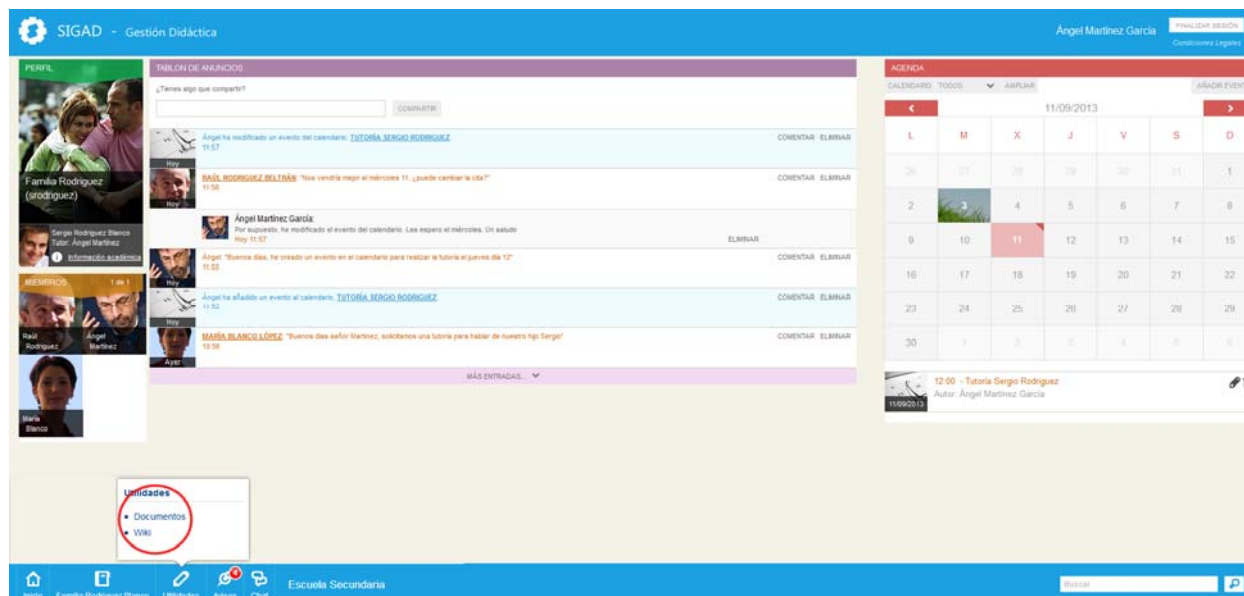 SIGAD - Gestión Didáctica
Ángel Martínez García
FINALIZAR SESIÓN
Condiciones Legales
PERFIL
Familia Rodríguez
(srodriguez)
Sergio Rodríguez Blanco
Tutor: Ángel Martínez
Información académica
MIEMBROS 1 de 1
Raúl
Rodríguez
Ángel
Martínez
María
Blanco
TABLON DE ANUNCIOS
¿Tienes algo que compartir?
COMPARTIR
Ángel ha modificado un evento del calendario, TUTORÍA SERGIO RODRIGUEZ.
11:57
COMENTAR ELIMINAR
Hoy
RAÚL RODRIGUEZ BELTRÁN: "Nos vendría mejor el miércoles 11, ¿puede cambiar la cita?"
11:56
COMENTAR ELIMINAR
Hoy
Ángel Martínez García:
Por supuesto, he modificado el evento del calendario. Les espero el miércoles. Un saludo
Hoy 11:57
ELIMINAR
Ángel: "Buenos días, he creado un evento en el calendario para realizar la tutoría el jueves día 12"
11:53
COMENTAR ELIMINAR
Hoy
Ángel ha añadido un evento al calendario, TUTORÍA SERGIO RODRIGUEZ.
11:52
COMENTAR ELIMINAR
Hoy
MARÍA BLANCO LÓPEZ: "Buenos días señor Martínez, solicitamos una tutoría para hablar de nuestro hijo Sergio"
10:56
COMENTAR ELIMINAR
Ayer
MÁS ENTRADAS...
AGENDA
CALENDARIO TODOS AMPLIAR AÑADIR EVEN
11/09/2013
L M X J V S D
26 27 28 29 30 31 1
2 3 4 5 6 7 8
9 10 11 12 13 14 15
16 17 18 19 20 21 22
23 24 25 26 27 28 29
30 1 2 3 4 5 6
12:00 - Tutoría Sergio Rodríguez
Autor: Ángel Martínez García
11/09/2013
Utilidades
Documentos
Wiki
Inicio
Familia Rodríguez Blanco
Utilidades
Avisos
4
Chat
Escuela Secundaria
Buscar